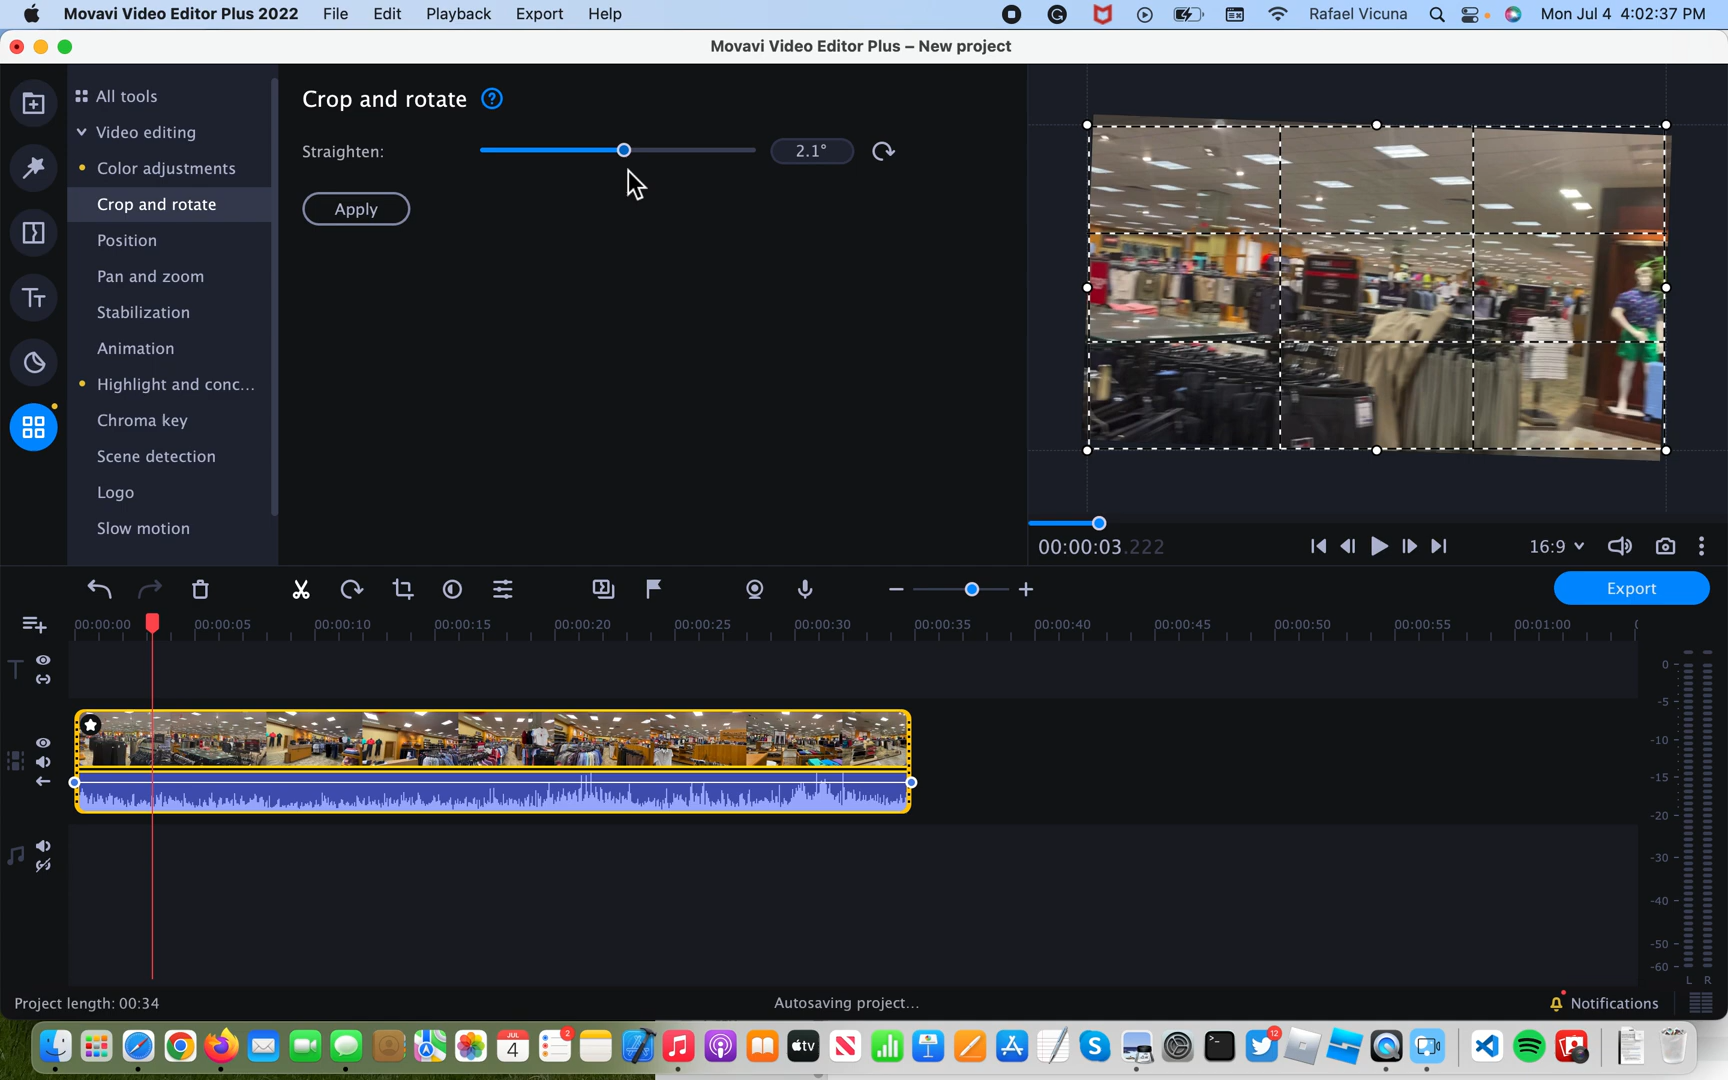 Movavi Video Editor Plus 2022 File Edit Playback Export Help Rafael Vicuna Mon Jul 4 4:02:37 PM
Movavi Video Editor Plus – New project
All tools
Video editing
Color adjustments
Crop and rotate
Position
Pan and zoom
Stabilization
Animation
Highlight and conc...
Chroma key
Scene detection
Logo
Slow motion
Crop and rotate ?
Straighten: 2.1°
Apply
00:00:03.222
16:9
Export
00:00:00 00:00:05 00:00:10 00:00:15 00:00:20 00:00:25 00:00:30 00:00:35 00:00:40 00:00:45 00:00:50 00:00:55 00:01:00
0
-5
-10
-15
-20
-30
-40
-50
-60
L R
Project length: 00:34
Autosaving project...
Notifications
JUL
4
2
tv
12